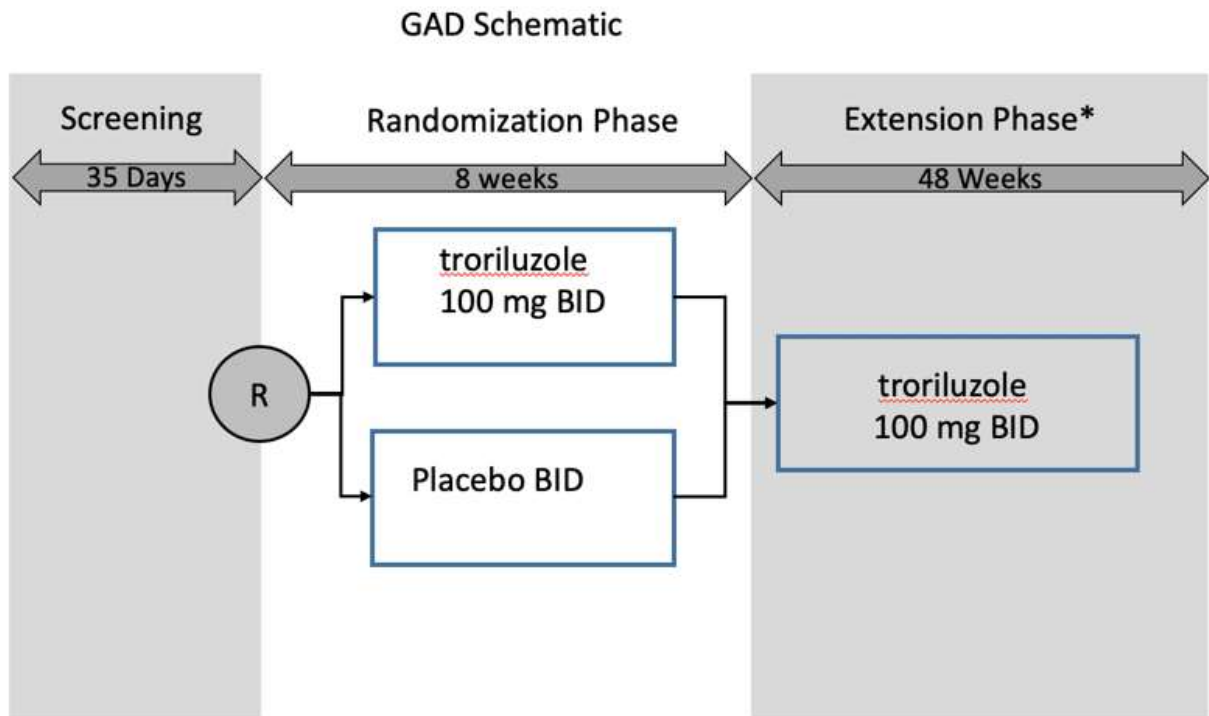 GAD Schematic
Screening
Randomization Phase
Extension Phase*
35 Days
8 weeks
48 Weeks
troriluzole
100 mg BID
R
troriluzole
100 mg BID
Placebo BID